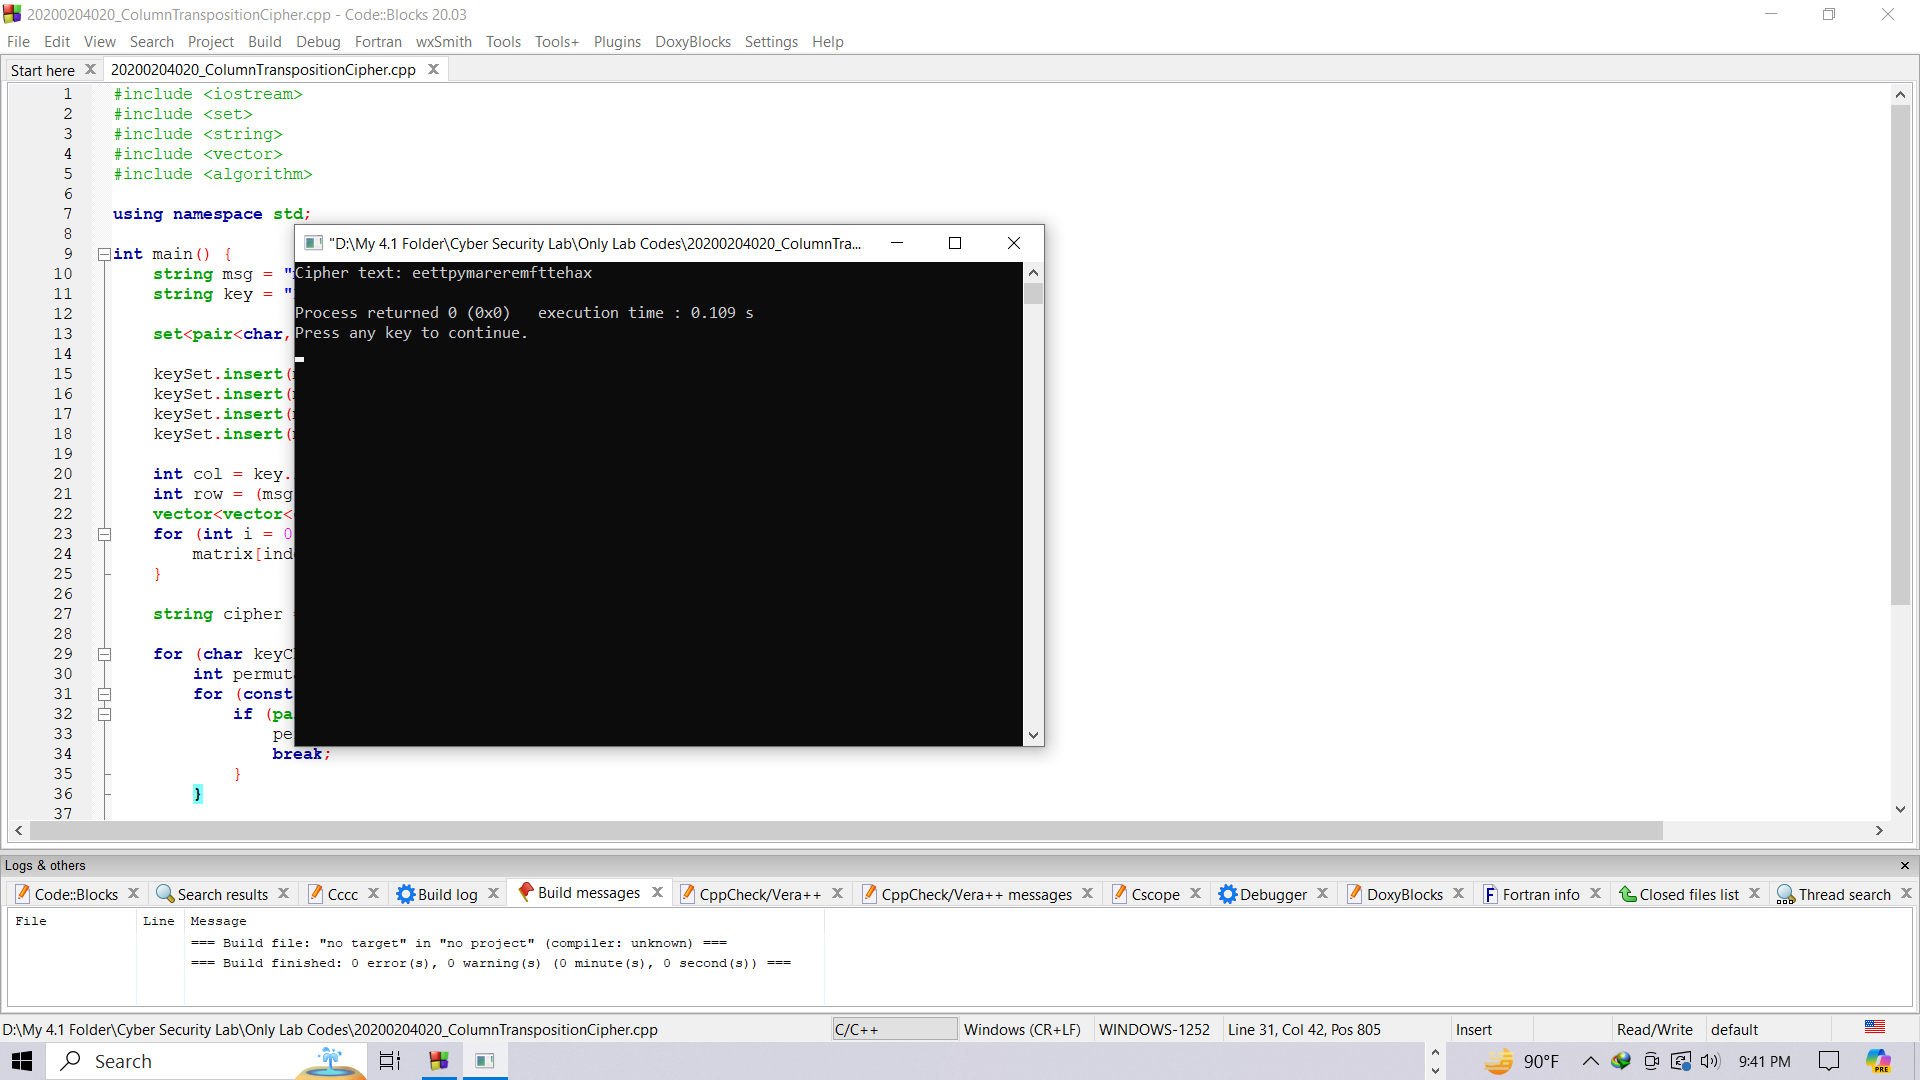 20200204020_ColumnTranspositionCipher.cpp - Code::Blocks 20.03
File Edit View Search Project Build Debug Fortran wxSmith Tools Tools+ Plugins DoxyBlocks Settings Help
Start here 20200204020_ColumnTranspositionCipher.cpp
1 #include <iostream>
2 #include <set>
3 #include <string>
4 #include <vector>
5 #include <algorithm>
6
7 using namespace std;
8
9 int main() {
10 string msg = "
11 string key = "
12
13 set<pair<char,
14
15 keySet.insert(
16 keySet.insert(
17 keySet.insert(
18 keySet.insert(
19
20 int col = key.
21 int row = (msg
22 vector<vector<
23 for (int i = 0
24 matrix[ind
25 }
26
27 string cipher
28
29 for (char keyC
30 int permut
31 for (const
32 if (pa
33 pe
34 break;
35 }
36 }
37
"D:\My 4.1 Folder\Cyber Security Lab\Only Lab Codes\20200204020_ColumnTra...
Cipher text: eettpymareremfttehax
Process returned 0 (0x0) execution time : 0.109 s
Press any key to continue.
Logs & others
Code::Blocks Search results Cccc Build log Build messages CppCheck/Vera++ CppCheck/Vera++ messages Cscope Debugger DoxyBlocks Fortran info Closed files list Thread search
File Line Message
=== Build file: "no target" in "no project" (compiler: unknown) ===
=== Build finished: 0 error(s), 0 warning(s) (0 minute(s), 0 second(s)) ===
D:\My 4.1 Folder\Cyber Security Lab\Only Lab Codes\20200204020_ColumnTranspositionCipher.cpp C/C++ Windows (CR+LF) WINDOWS-1252 Line 31, Col 42, Pos 805 Insert Read/Write default
Search 90°F 9:41 PM PRE